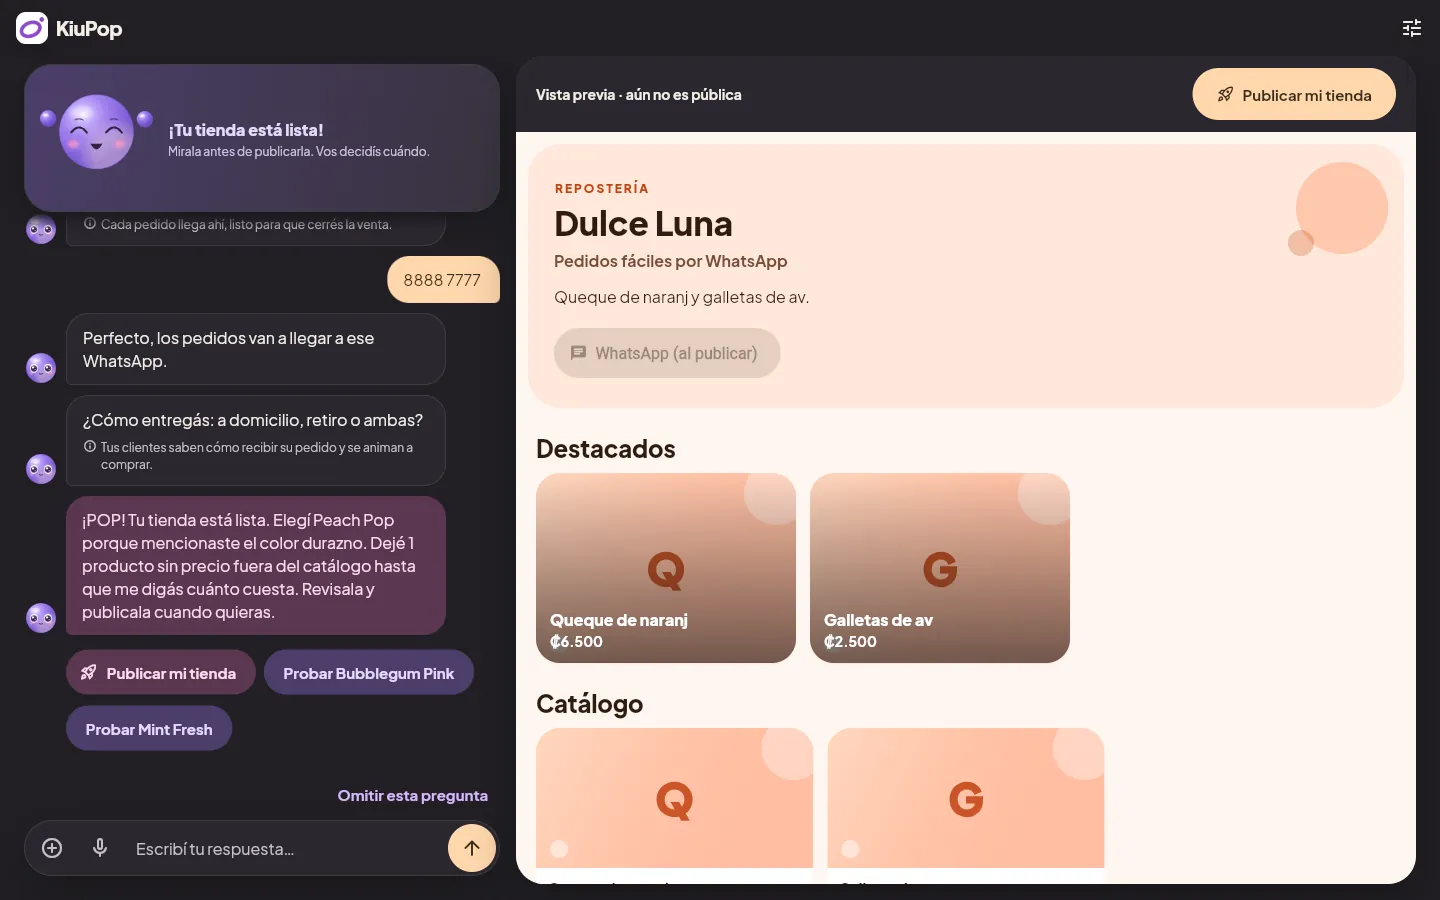 KiuPop
¡Tu tienda está lista!
Mirala antes de publicarla. Vos decidís cuándo.
Cada pedido llega ahí, listo para que cerrés la venta.
8888 7777
Perfecto, los pedidos van a llegar a ese
WhatsApp.
¿Cómo entregás: a domicilio, retiro o ambas?
Tus clientes saben cómo recibir su pedido y se animan a
comprar.
¡POP! Tu tienda está lista. Elegí Peach Pop
porque mencionaste el color durazno. Dejé 1
producto sin precio fuera del catálogo hasta
que me digás cuánto cuesta. Revisala y
publicala cuando quieras.
Publicar mi tienda
Probar Bubblegum Pink
Probar Mint Fresh
Omitir esta pregunta
Escribí tu respuesta...
Vista previa · aún no es pública
Publicar mi tienda
REPOSTERÍA
Dulce Luna
Pedidos fáciles por WhatsApp
Queque de naranj y galletas de av.
WhatsApp (al publicar)
Destacados
Q
Queque de naranj
₡6.500
G
Galletas de av
₡2.500
Catálogo
Q
G